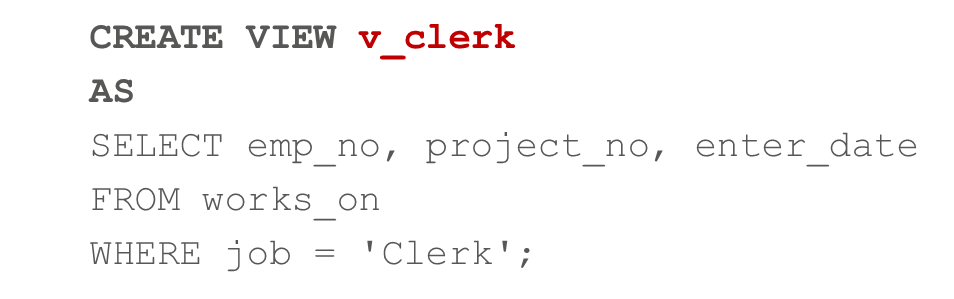 CREATE VIEW v_clerk
AS
SELECT emp_no, project_no, enter_date
FROM works_on
WHERE job = 'Clerk';